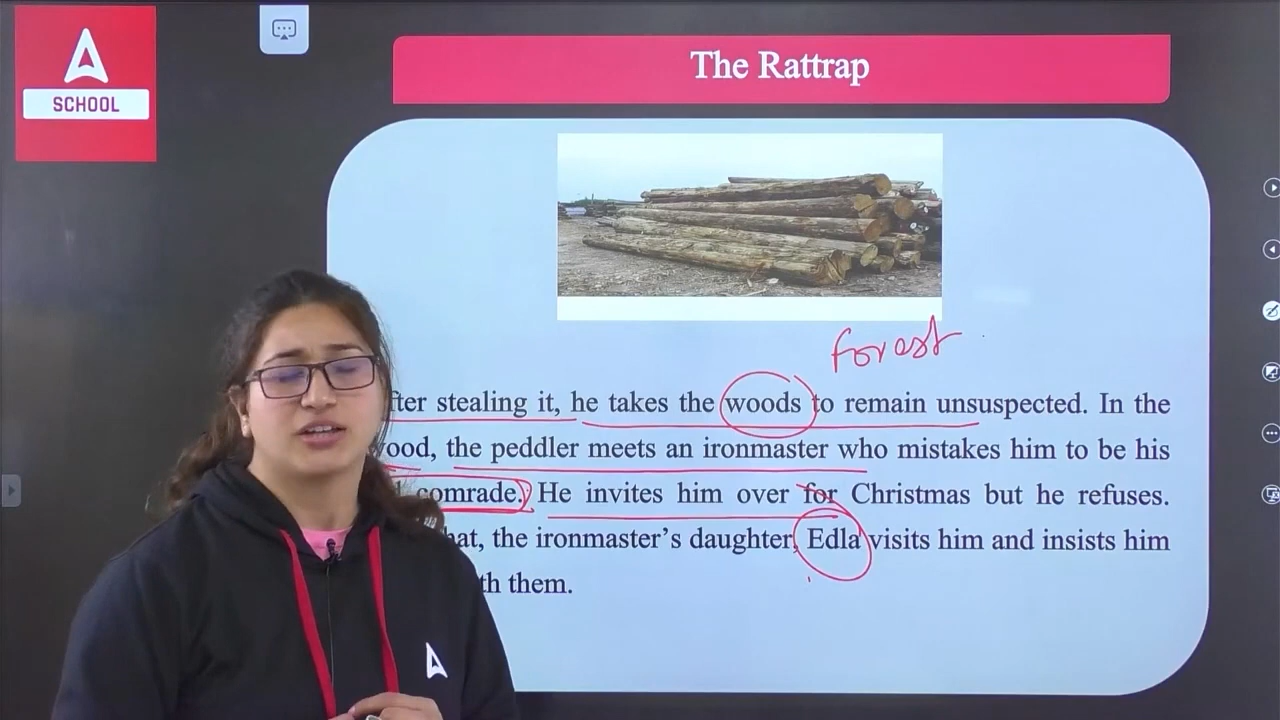 SCHOOL
The Rattrap
forest
fter stealing it, he takes the woods to remain unsuspected. In the
ood, the peddler meets an ironmaster who mistakes him to be his
comrade. He invites him over for Christmas but he refuses.
hat, the ironmaster's daughter, Edla visits him and insists him
th them.